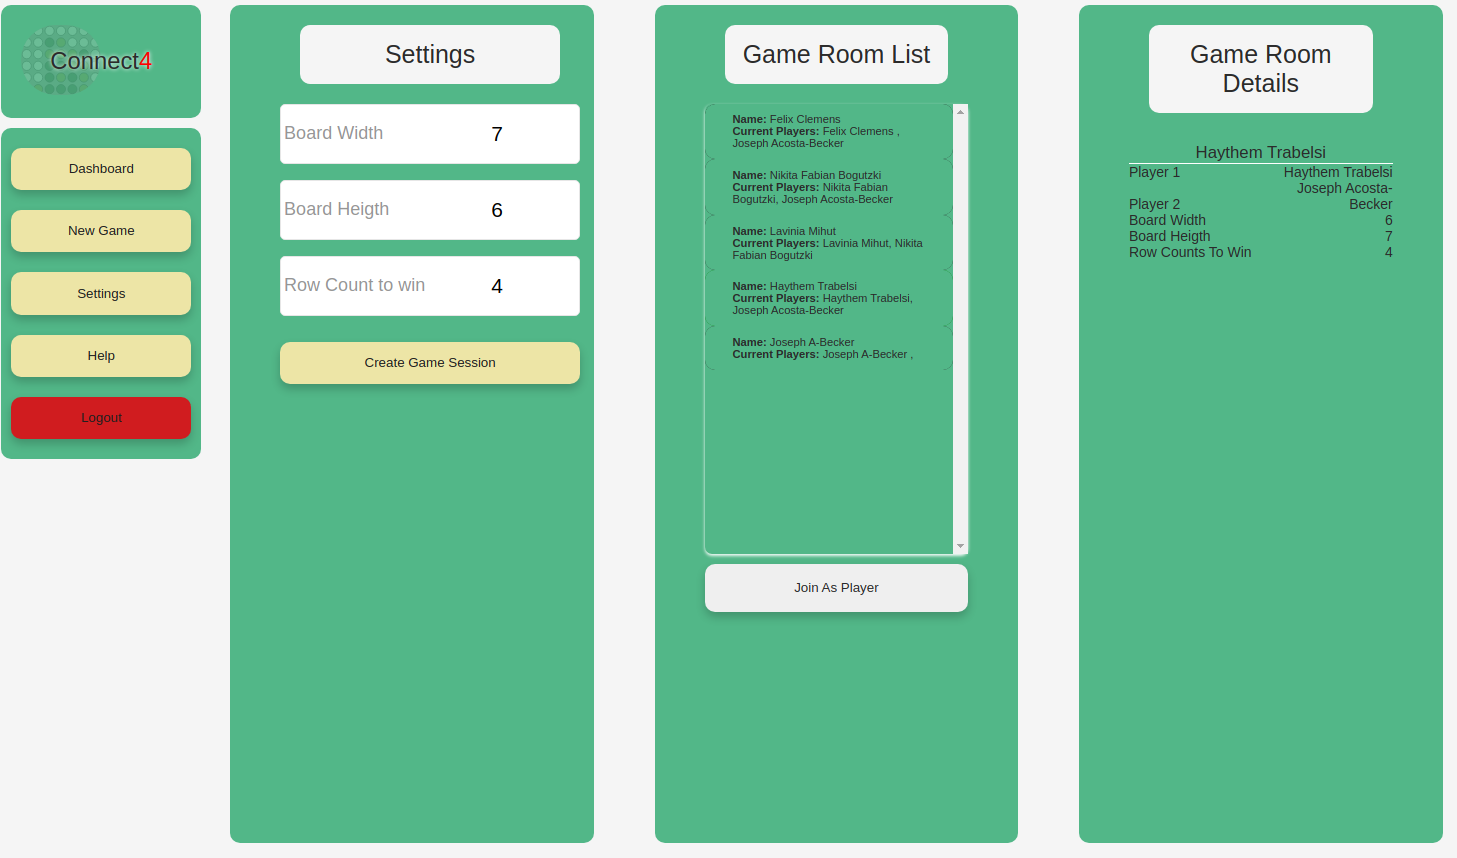 Connect4
Dashboard
New Game
Settings
Help
Logout
Settings
Board Width 7
Board Heigth 6
Row Count to win 4
Create Game Session
Game Room List
Name: Felix Clemens
Current Players: Felix Clemens ,
Joseph Acosta-Becker
Name: Nikita Fabian Bogutzki
Current Players: Nikita Fabian
Bogutzki, Joseph Acosta-Becker
Name: Lavinia Mihut
Current Players: Lavinia Mihut, Nikita
Fabian Bogutzki
Name: Haythem Trabelsi
Current Players: Haythem Trabelsi,
Joseph Acosta-Becker
Name: Joseph A-Becker
Current Players: Joseph A-Becker ,
Join As Player
Game Room
Details
Haythem Trabelsi
Player 1 Haythem Trabelsi
Joseph Acosta-
Player 2 Becker
Board Width 6
Board Heigth 7
Row Counts To Win 4